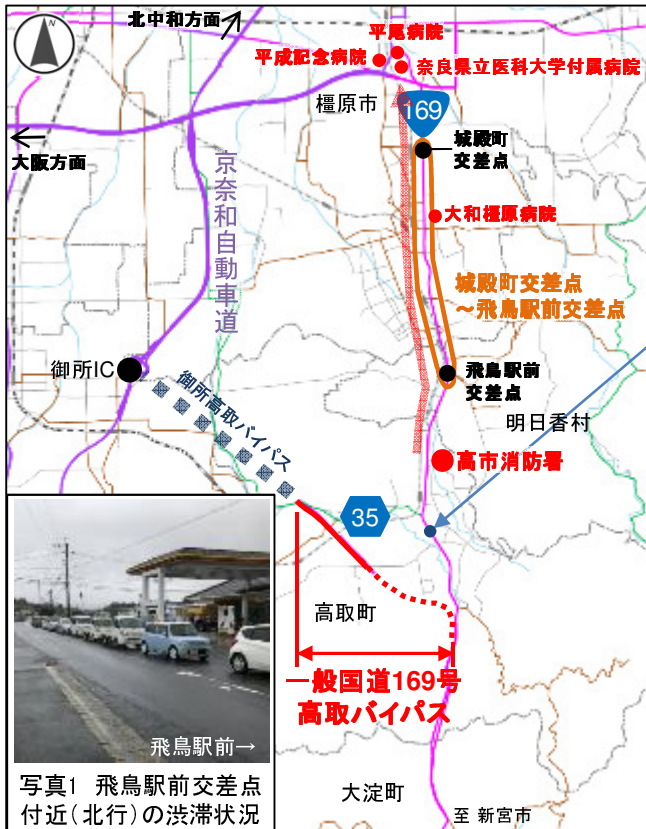 北中和方面
平尾病院
平成記念病院
奈良県立医科大学付属病院
橿原市
169
城殿町
交差点
大阪方面
京奈和自動車道
大和橿原病院
城殿町交差点
～飛鳥駅前交差点
御所IC
飛鳥駅前
交差点
御所高取バイパス
明日香村
高市消防署
35
高取町
一般国道169号
高取バイパス
飛鳥駅前→
写真1 飛鳥駅前交差点
付近(北行)の渋滞状況
大淀町
至 新宮市
N